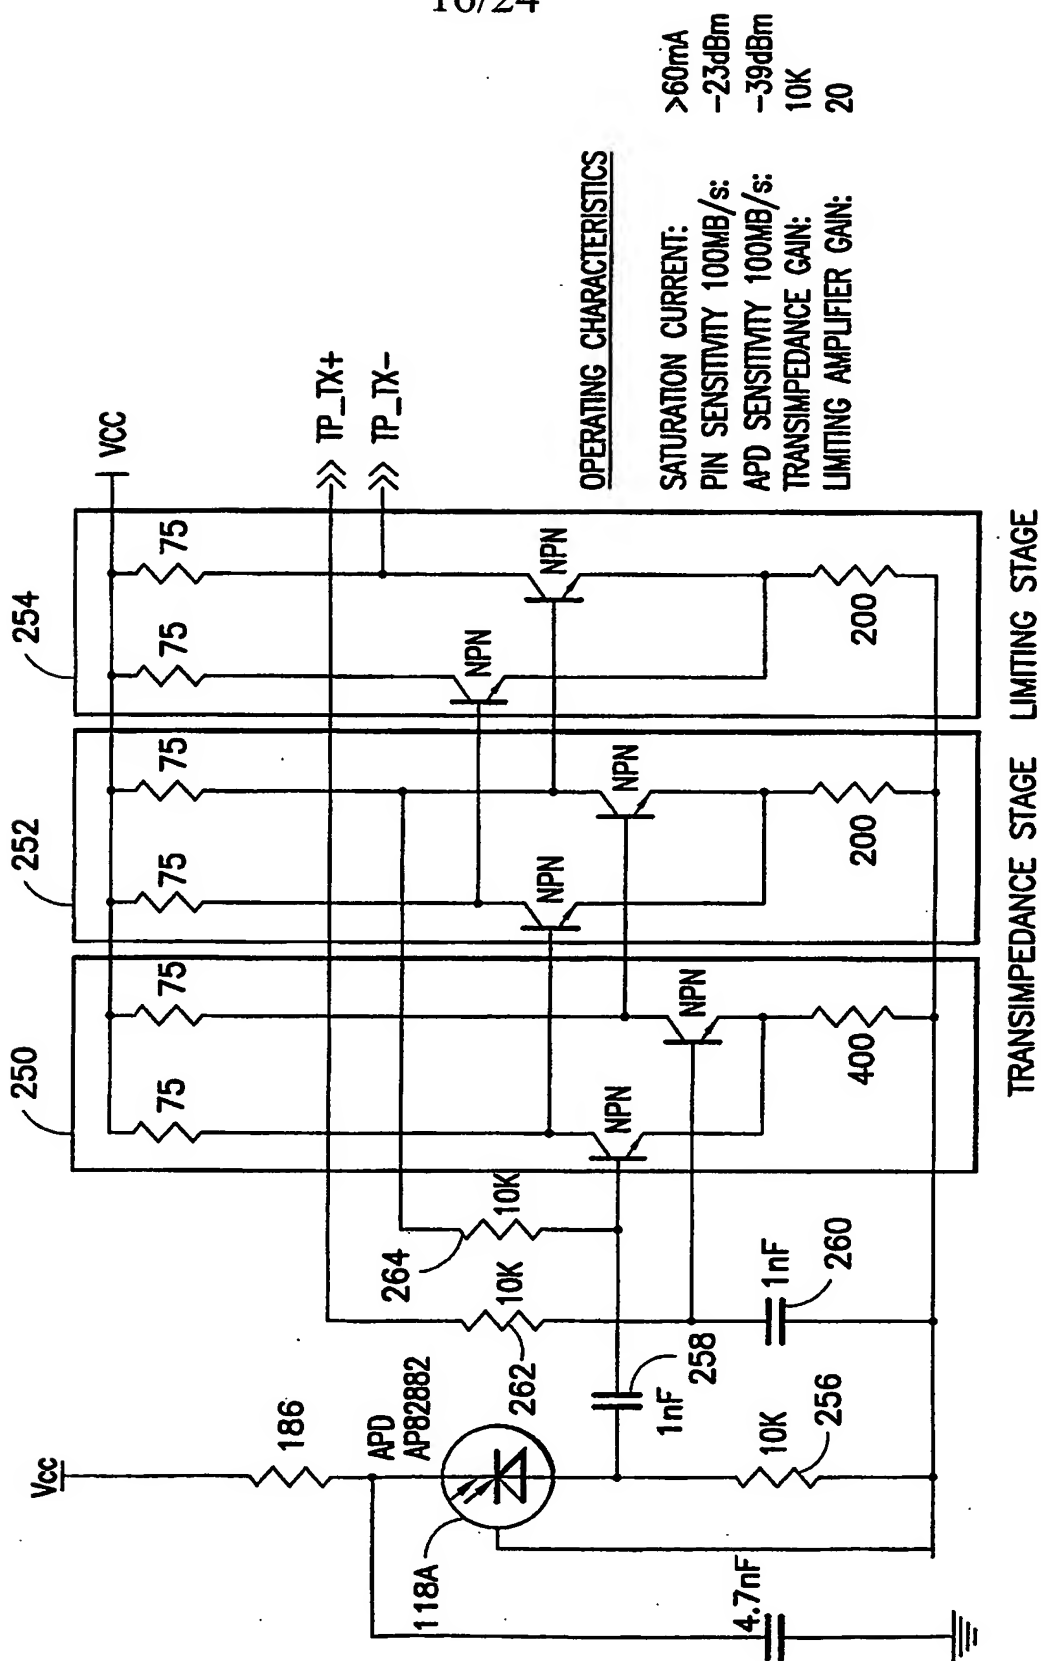 16/24
Vcc
186
118A
APD
AP82882
4.7nF
10K
256
1nF
258
262
10K
264
10K
1nF
260
250
75
75
NPN
NPN
400
252
75
75
NPN
NPN
200
254
75
75
NPN
NPN
200
VCC
TP_TX+
TP_TX-
TRANSIMPEDANCE STAGE
LIMITING STAGE
OPERATING CHARACTERISTICS
SATURATION CURRENT: >60mA
PIN SENSITIVITY 100MB/s: -23dBm
APD SENSITIVITY 100MB/s: -39dBm
TRANSIMPEDANCE GAIN: 10K
LIMITING AMPLIFIER GAIN: 20